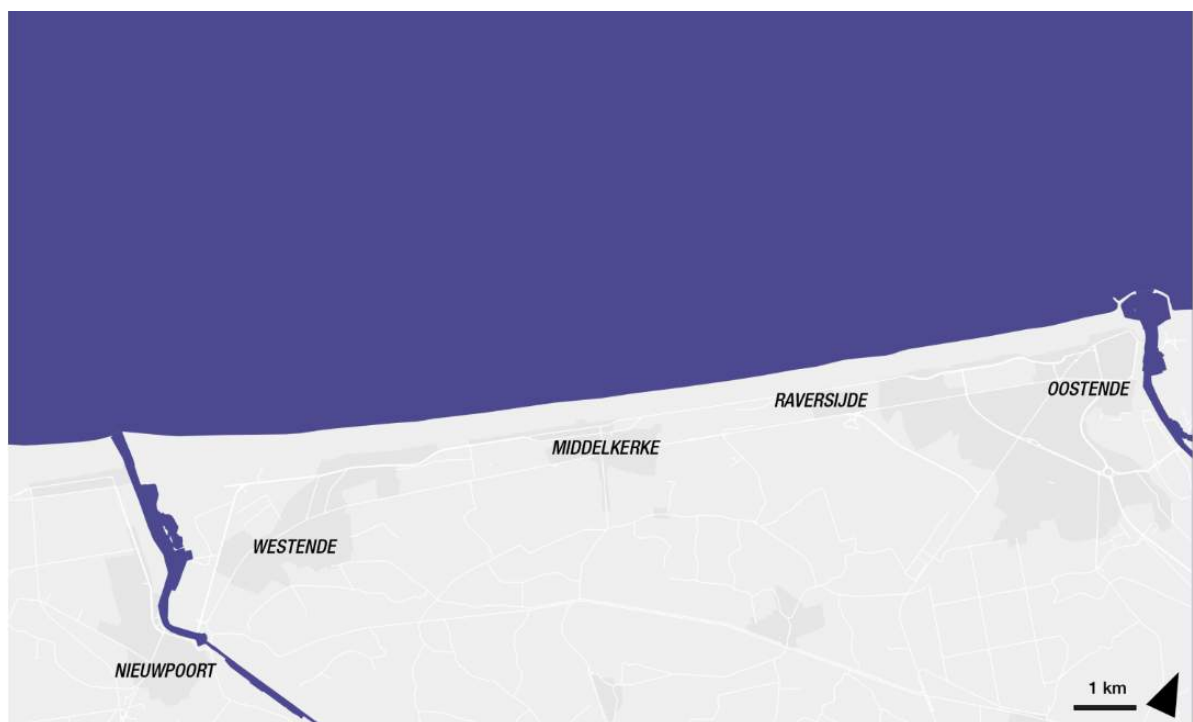 OOSTENDE
RAVERSIJDE
MIDDELKERKE
WESTENDE
NIEUWPOORT
1 km